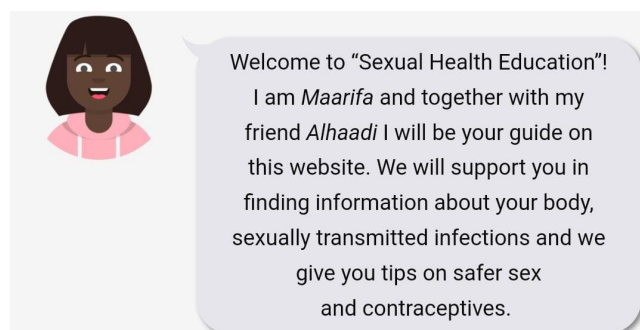 Welcome to “Sexual Health Education”!
I am Maarifa and together with my
friend Alhaadi I will be your guide on
this website. We will support you in
finding information about your body,
sexually transmitted infections and we
give you tips on safer sex
and contraceptives.